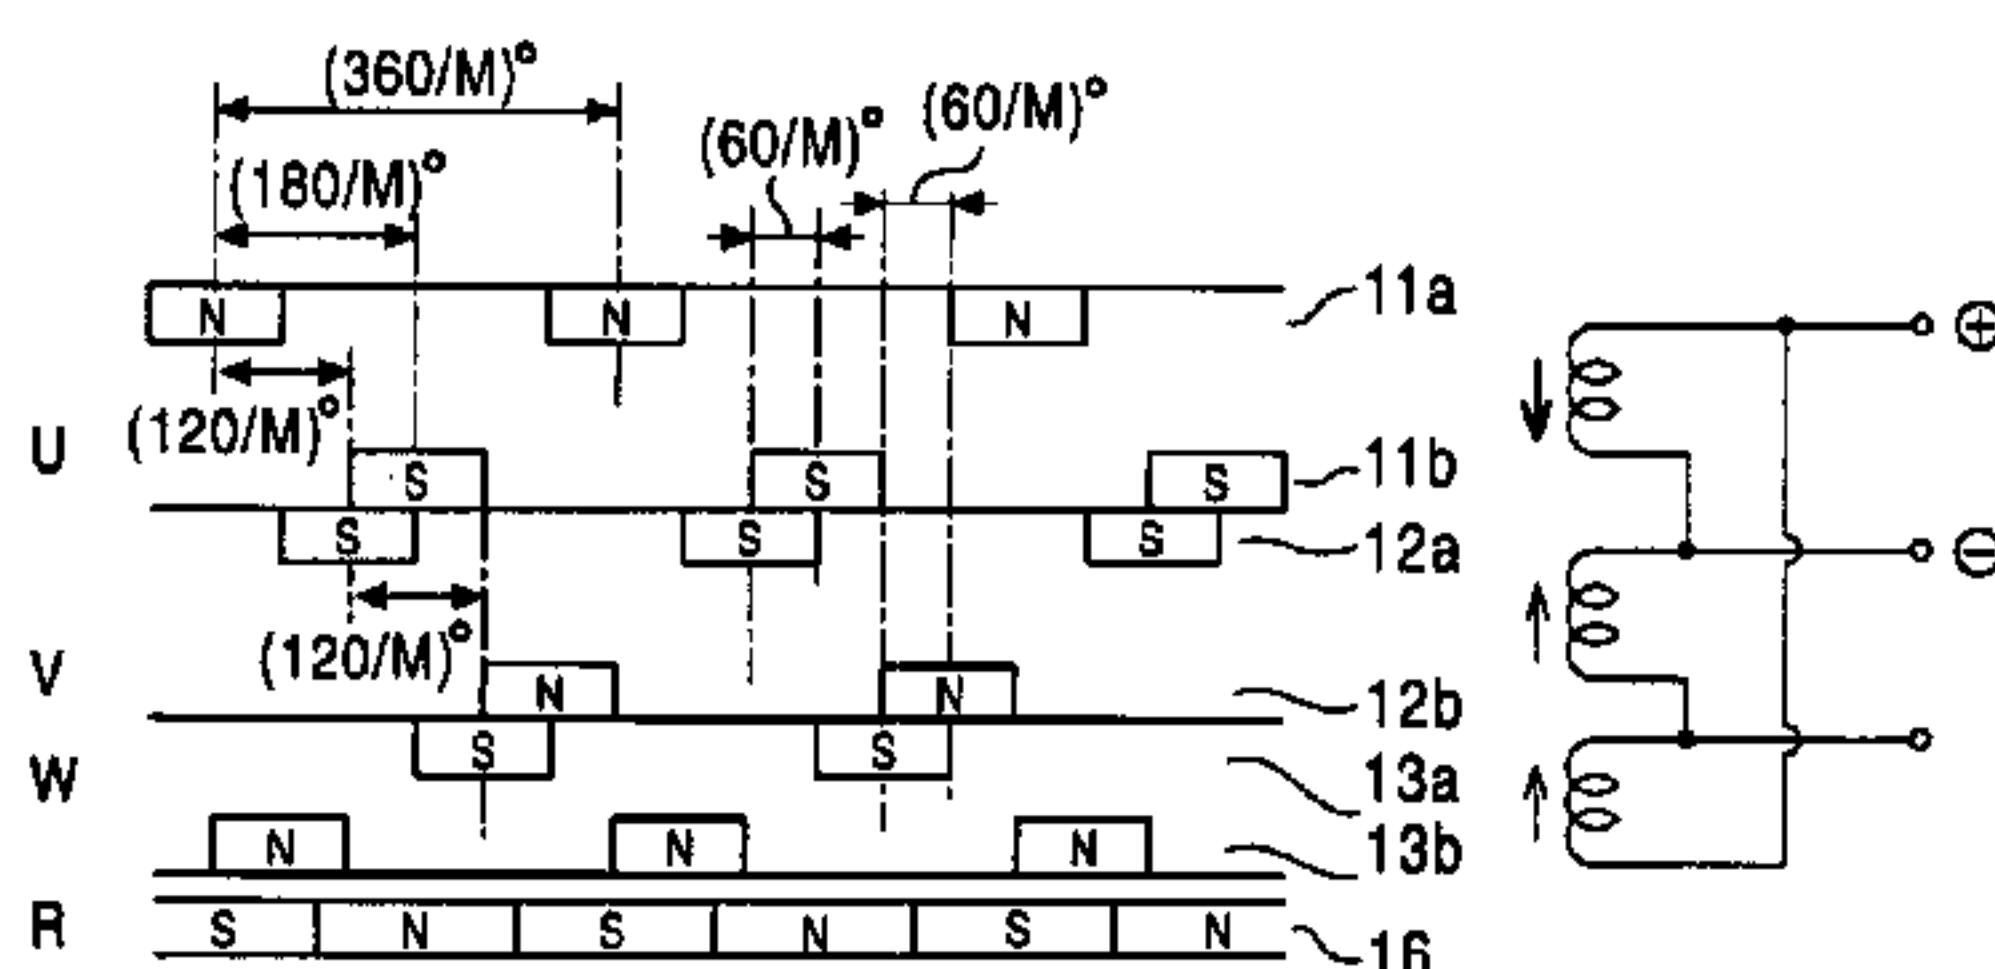 (360/M)°
(60/M)°
(60/M)°
(180/M)°
N N N 11a
⊕
(120/M)°
U
S S S 11b
S S S 12a
⊖
(120/M)°
V
N N 12b
W
S S 13a
N N N 13b
R
S N S N S N 16